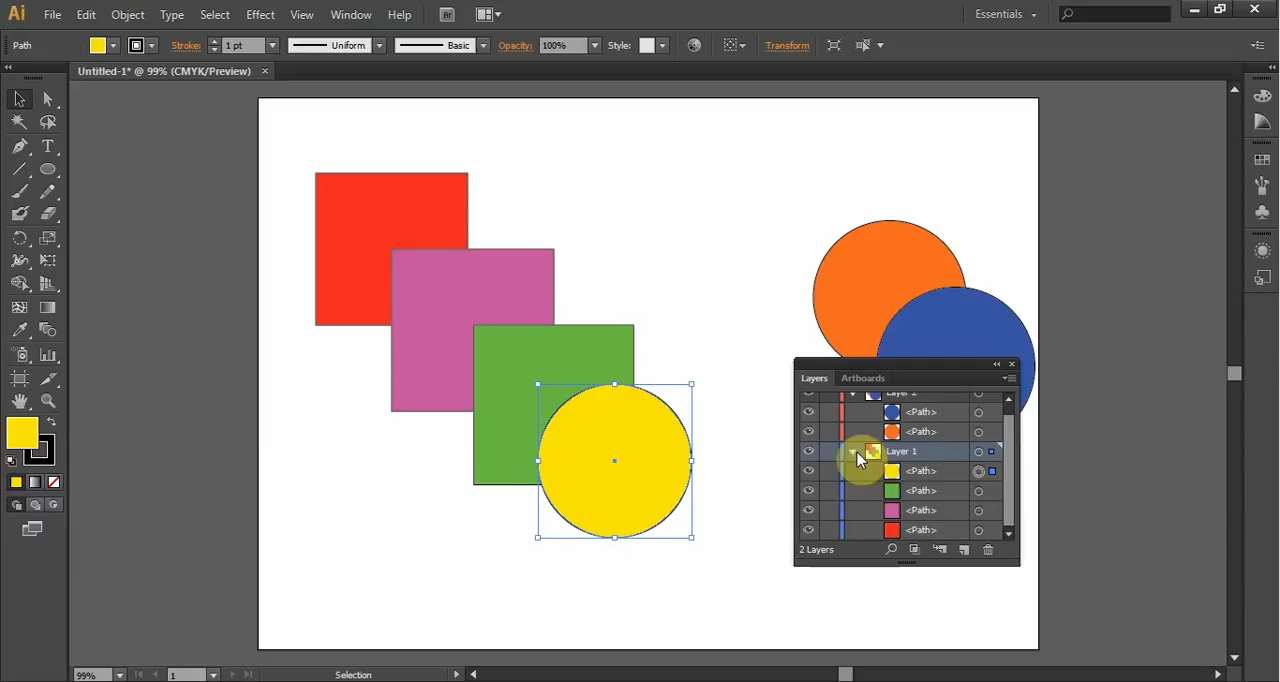 Ai File Edit Object Type Select Effect View Window Help Br Essentials
Path Stroke: 1 pt Uniform Basic Opacity: 100% Style: Transform
Untitled-1* @ 99% (CMYK/Preview) ×
T
Layers Artboards
Layer 2
<Path>
<Path>
Layer 1
<Path>
<Path>
<Path>
<Path>
2 Layers
99% 1 Selection